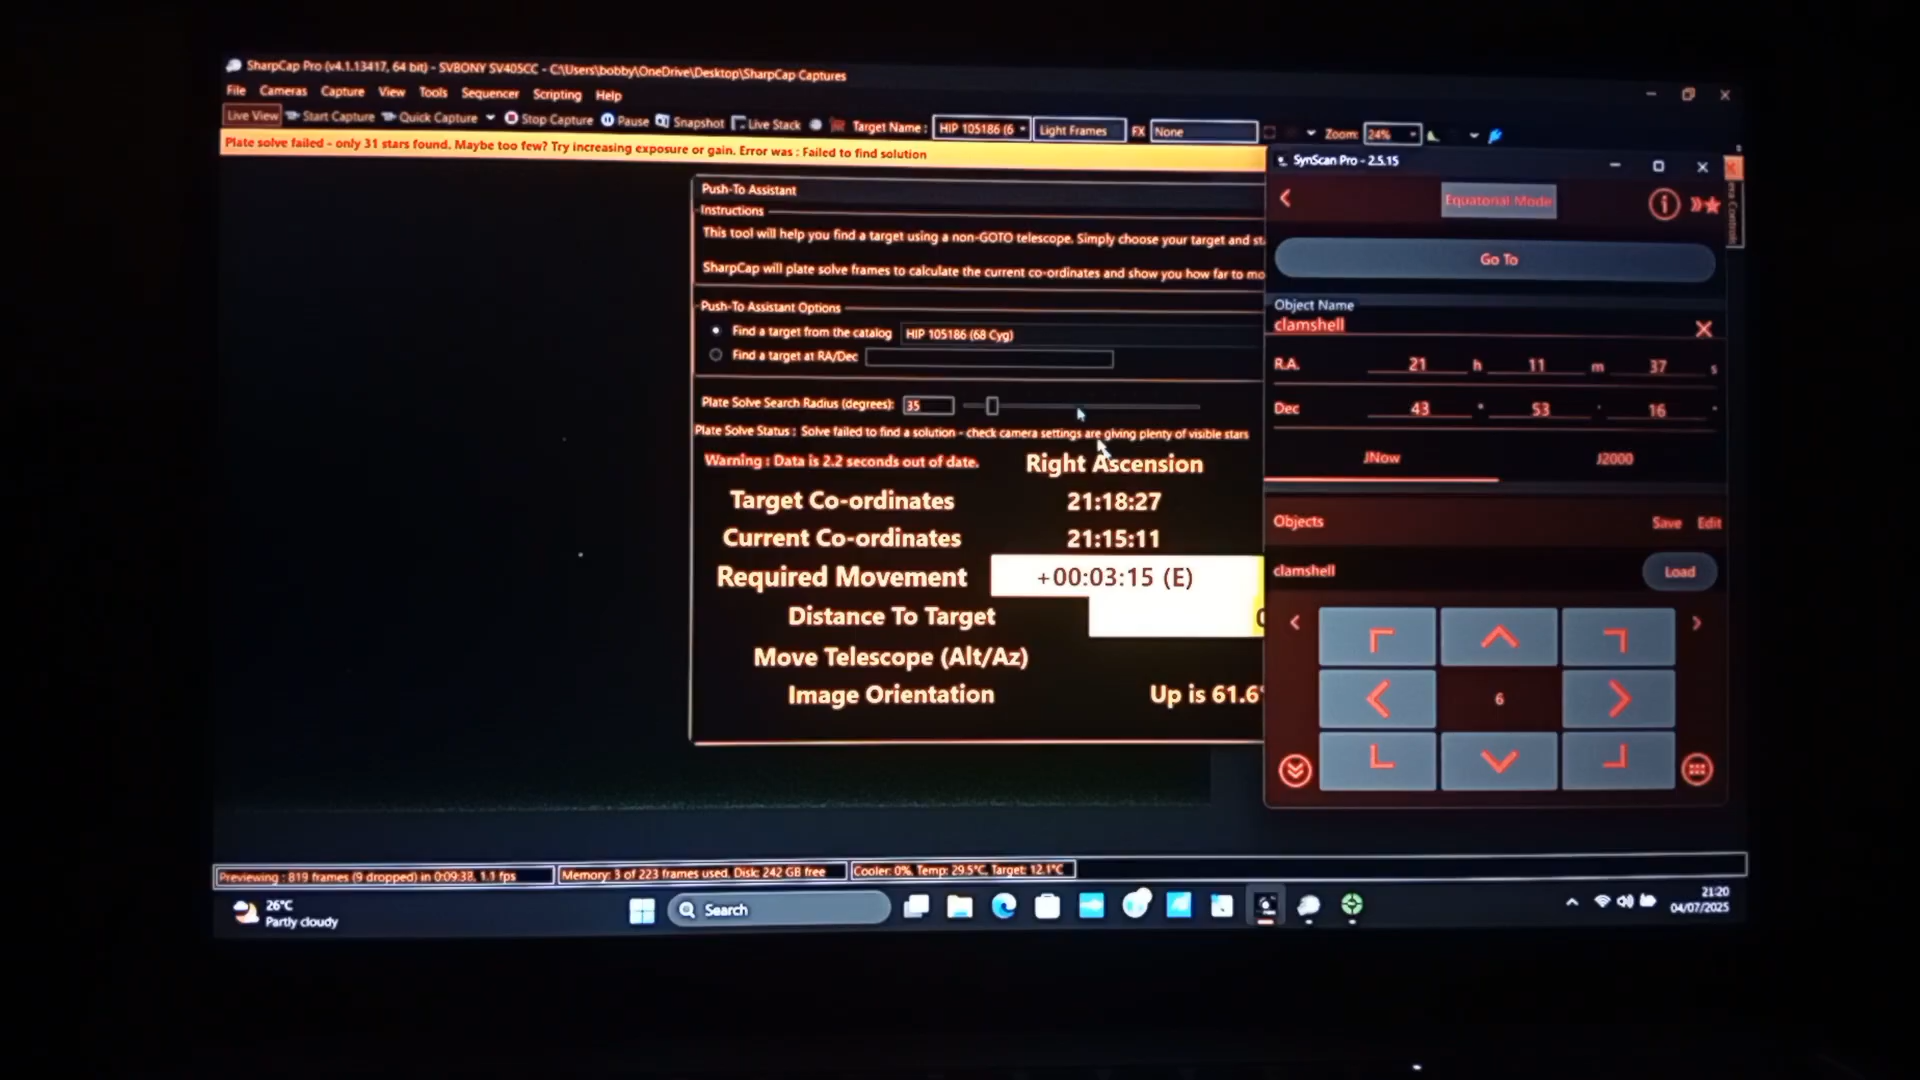 SharpCap Pro (v4.1.13417, 64 bit) - SVBONY SV405CC - C:\Users\bobby\OneDrive\Desktop\SharpCap Captures
File Cameras Capture View Tools Sequencer Scripting Help
Live View Start Capture Quick Capture Stop Capture Pause Snapshot Live Stack Target Name : HIP 105186 (6 Light Frames FX None Zoom: 24%
Plate solve failed - only 31 stars found. Maybe too few? Try increasing exposure or gain. Error was : Failed to find solution
Push-To Assistant
Instructions
This tool will help you find a target using a non-GOTO telescope. Simply choose your target and st
SharpCap will plate solve frames to calculate the current co-ordinates and show you how far to mo
Push-To Assistant Options
Find a target from the catalog HIP 105186 (68 Cyg)
Find a target at RA/Dec
Plate Solve Search Radius (degrees): 35
Plate Solve Status : Solve failed to find a solution - check camera settings are giving plenty of visible stars
Warning : Data is 2.2 seconds out of date. Right Ascension
Target Co-ordinates 21:18:27
Current Co-ordinates 21:15:11
Required Movement +00:03:15 (E)
Distance To Target 0
Move Telescope (Alt/Az)
Image Orientation Up is 61.6°
SynScan Pro - 2.5.15
Equatorial Mode
Go To
Object Name
clamshell
R.A. 21 h 11 m 37 s
Dec 43 ° 53 ' 16 "
JNow J2000
Objects Save Edit
clamshell Load
6
Previewing : 819 frames (9 dropped) in 0:09:38, 1.1 fps Memory: 3 of 223 frames used. Disk: 242 GB free Cooler: 0%, Temp: 29.5°C, Target: 12.1°C
26°C
Partly cloudy
Search
21:20
04/07/2025